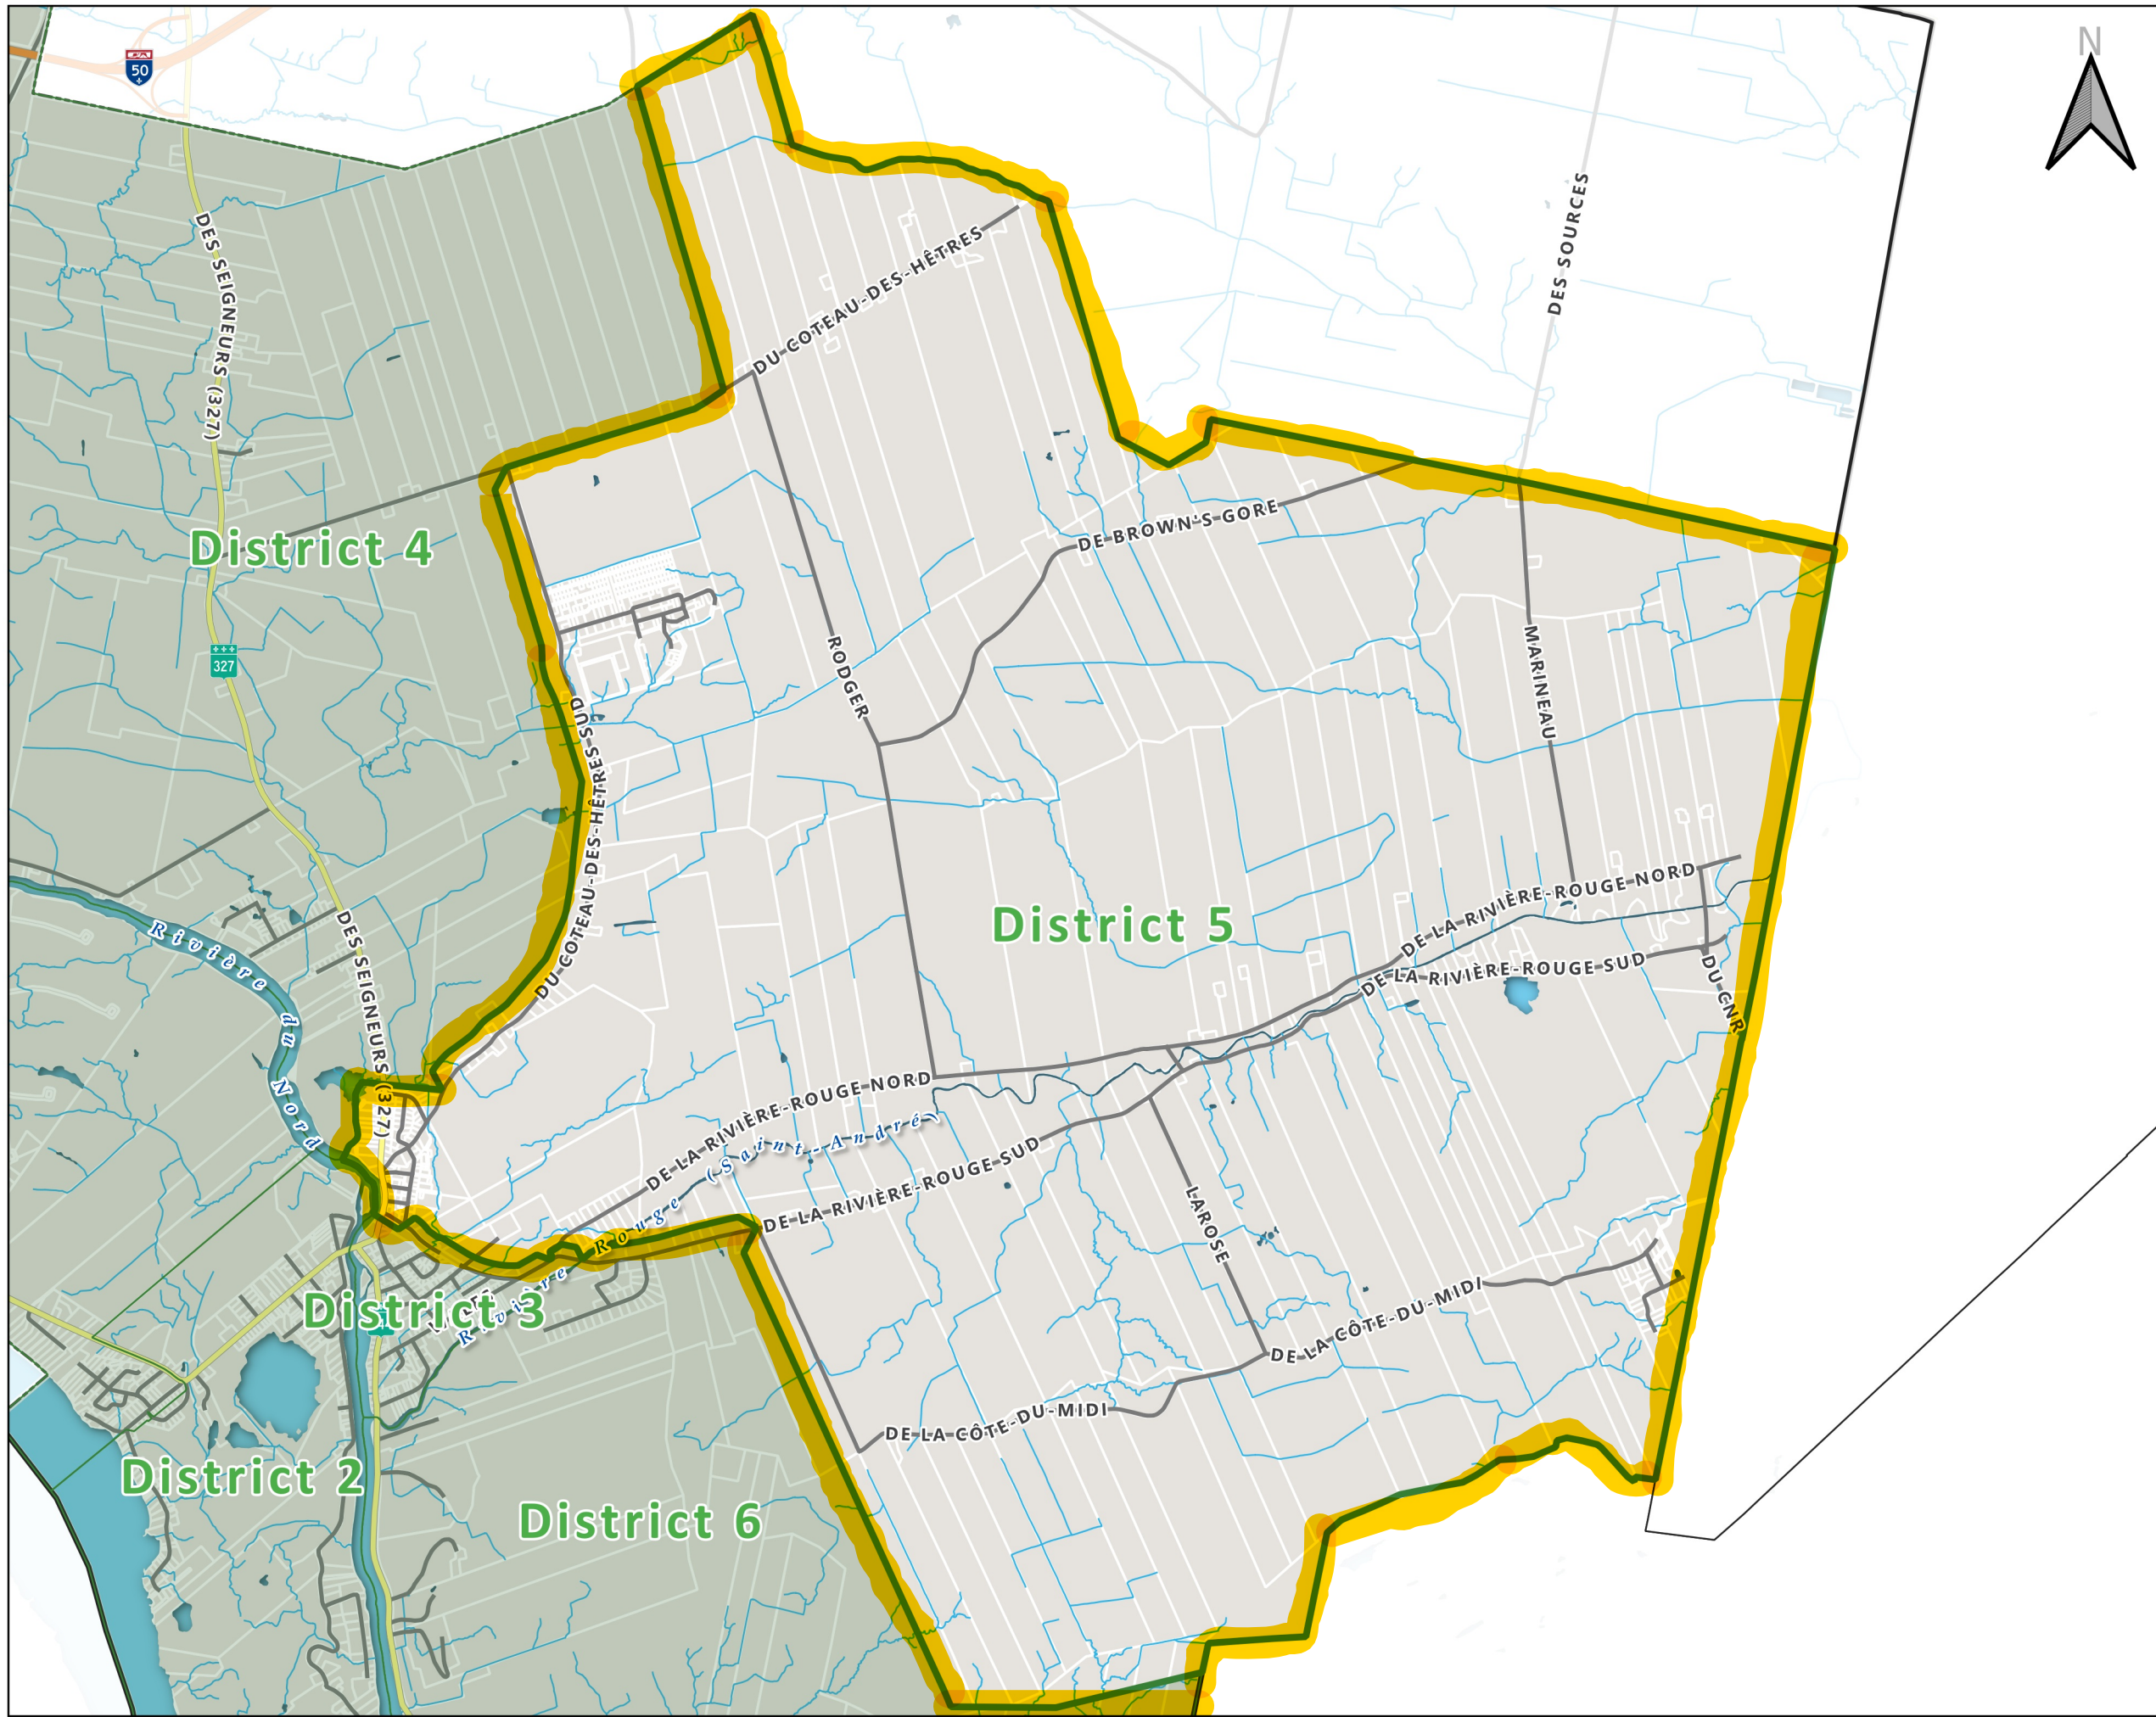 N
50
DES SEIGNEURS (327)
DU COTEAU-DES-HÊTRES
DES SOURCES
District 4
DE BROWN'S GORE
327
RODGER
MARINEAU
DU COTEAU-DES-HÊTRES SUD
District 5
DE LA RIVIÈRE-ROUGE NORD
DE LA RIVIÈRE-ROUGE SUD
DU CNR
Rivière du Nord
DES SEIGNEURS (327)
DE LA RIVIÈRE-ROUGE NORD
Rivière Rouge (Saint-André)
DE LA RIVIÈRE-ROUGE SUD
LAROSE
District 3
DE LA CÔTE-DU-MIDI
DE LA CÔTE-DU-MIDI
District 2
District 6